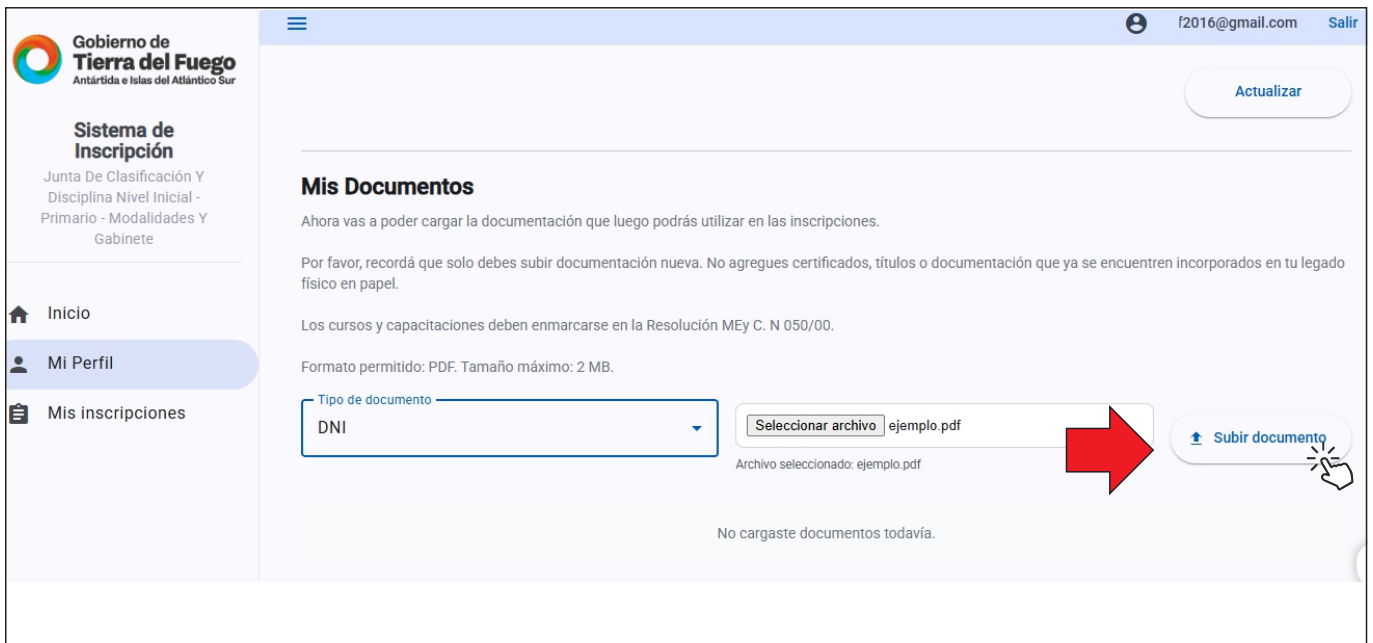 Gobierno de
Tierra del Fuego
Antártida e Islas del Atlántico Sur
Sistema de
Inscripción
Junta De Clasificación Y
Disciplina Nivel Inicial -
Primario - Modalidades Y
Gabinete
Inicio
Mi Perfil
Mis inscripciones
f2016@gmail.com
Salir
Actualizar
Mis Documentos
Ahora vas a poder cargar la documentación que luego podrás utilizar en las inscripciones.
Por favor, recordá que solo debes subir documentación nueva. No agregues certificados, títulos o documentación que ya se encuentren incorporados en tu legado
físico en papel.
Los cursos y capacitaciones deben enmarcarse en la Resolución MEy C. N 050/00.
Formato permitido: PDF. Tamaño máximo: 2 MB.
Tipo de documento
DNI
Seleccionar archivo ejemplo.pdf
Subir documento
Archivo seleccionado: ejemplo.pdf
No cargaste documentos todavía.